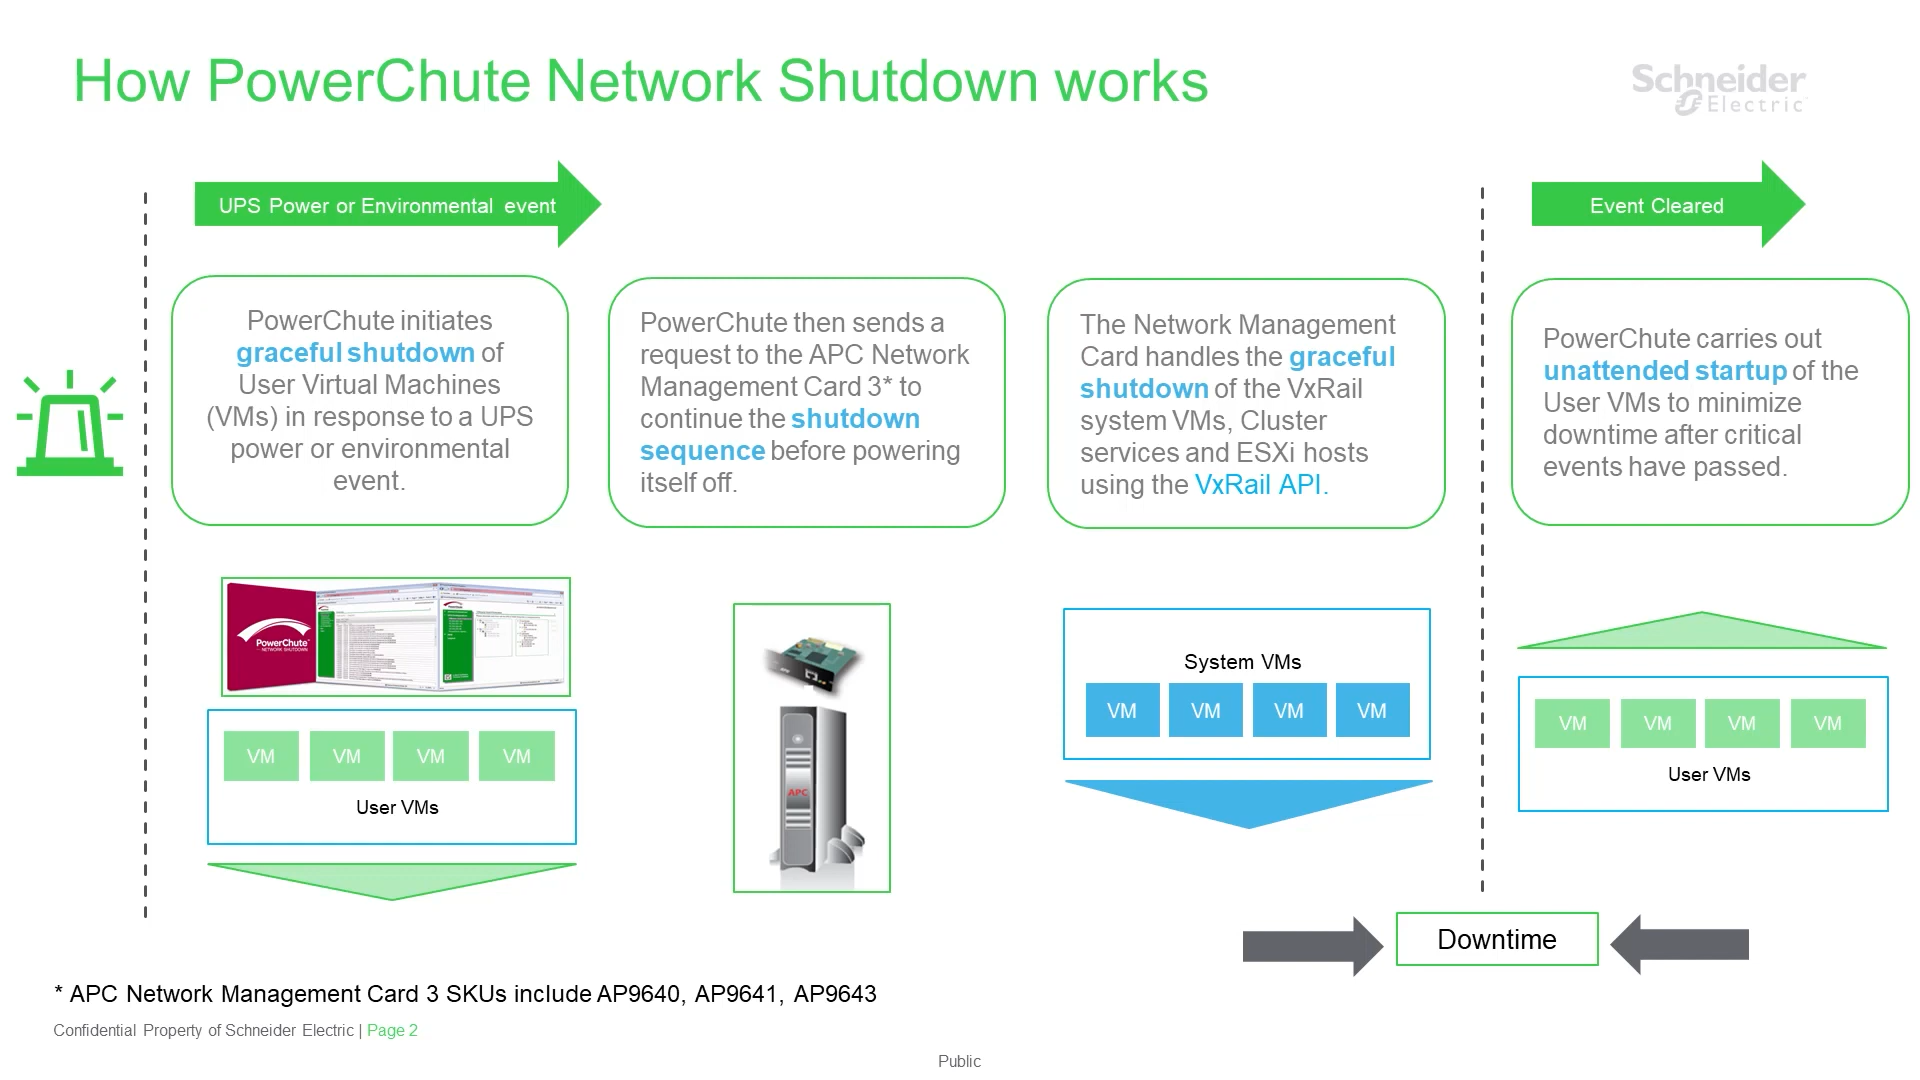 How PowerChute Network Shutdown works
Schneider
Electric
UPS Power or Environmental event
Event Cleared
PowerChute initiates
graceful shutdown of
User Virtual Machines
(VMs) in response to a UPS
power or environmental
event.
PowerChute then sends a
request to the APC Network
Management Card 3* to
continue the shutdown
sequence before powering
itself off.
The Network Management
Card handles the graceful
shutdown of the VxRail
system VMs, Cluster
services and ESXi hosts
using the VxRail API.
PowerChute carries out
unattended startup of the
User VMs to minimize
downtime after critical
events have passed.
PowerChute
NETWORK SHUTDOWN
VM VM VM VM
User VMs
APC
System VMs
VM VM VM VM
VM VM VM VM
User VMs
Downtime
* APC Network Management Card 3 SKUs include AP9640, AP9641, AP9643
Confidential Property of Schneider Electric | Page 2
Public